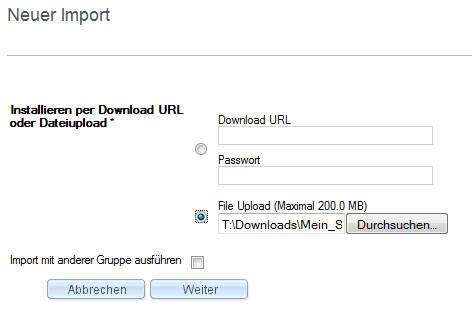 Neuer Import
Installieren per Download URL
oder Dateiupload *
Download URL
Passwort
File Upload (Maximal 200.0 MB)
T:\Downloads\Mein_S
Durchsuchen...
Import mit anderer Gruppe ausführen
Abbrechen
Weiter